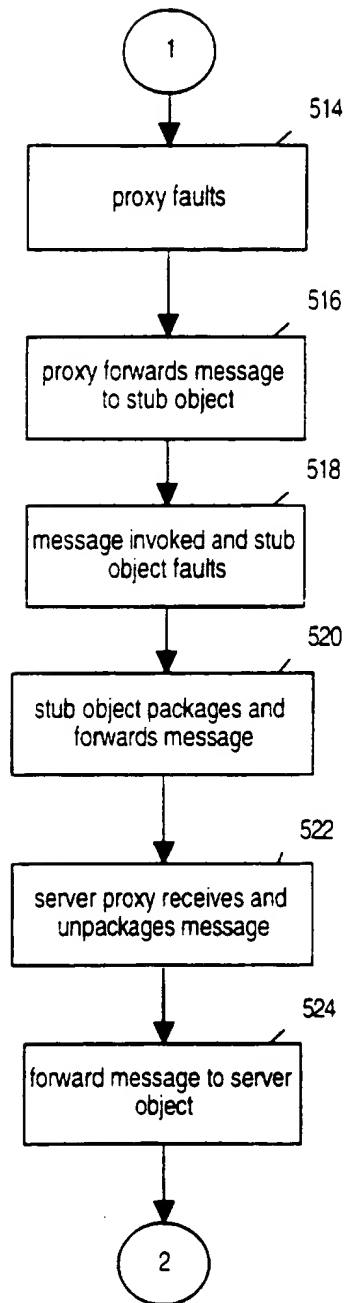 1
514
proxy faults
516
proxy forwards message
to stub object
518
message invoked and stub
object faults
520
stub object packages and
forwards message
522
server proxy receives and
unpackages message
524
forward message to server
object
2